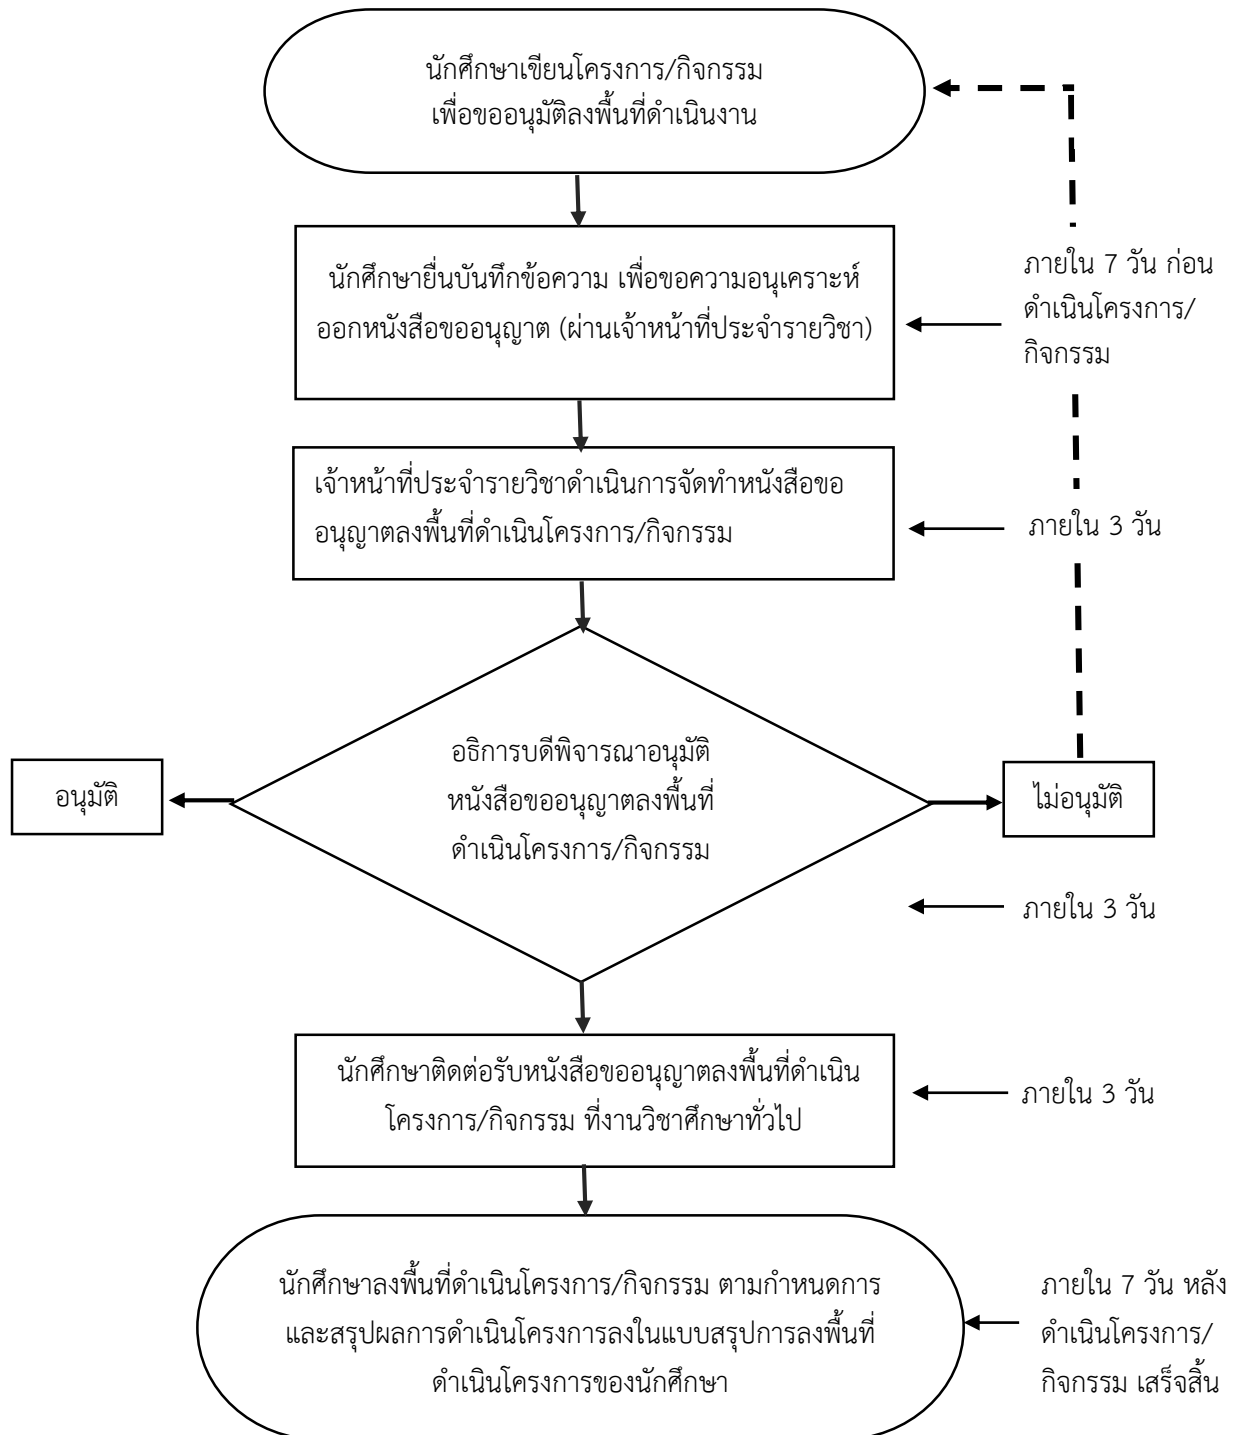 นักศึกษาเขียนโครงการ/กิจกรรม
เพื่อขออนุมัติลงพื้นที่ดำเนินงาน
นักศึกษายื่นบันทึกข้อความ เพื่อขอความอนุเคราะห์
ออกหนังสือขออนุญาต (ผ่านเจ้าหน้าที่ประจำรายวิชา)
ภายใน 7 วัน ก่อน
ดำเนินโครงการ/
กิจกรรม
เจ้าหน้าที่ประจำรายวิชาดำเนินการจัดทำหนังสือขอ
อนุญาตลงพื้นที่ดำเนินโครงการ/กิจกรรม
ภายใน 3 วัน
อธิการบดีพิจารณาอนุมัติ
หนังสือขออนุญาตลงพื้นที่
ดำเนินโครงการ/กิจกรรม
อนุมัติ
ไม่อนุมัติ
ภายใน 3 วัน
นักศึกษาติดต่อรับหนังสือขออนุญาตลงพื้นที่ดำเนิน
โครงการ/กิจกรรม ที่งานวิชาศึกษาทั่วไป
ภายใน 3 วัน
นักศึกษาลงพื้นที่ดำเนินโครงการ/กิจกรรม ตามกำหนดการ
และสรุปผลการดำเนินโครงการลงในแบบสรุปการลงพื้นที่
ดำเนินโครงการของนักศึกษา
ภายใน 7 วัน หลัง
ดำเนินโครงการ/
กิจกรรม เสร็จสิ้น